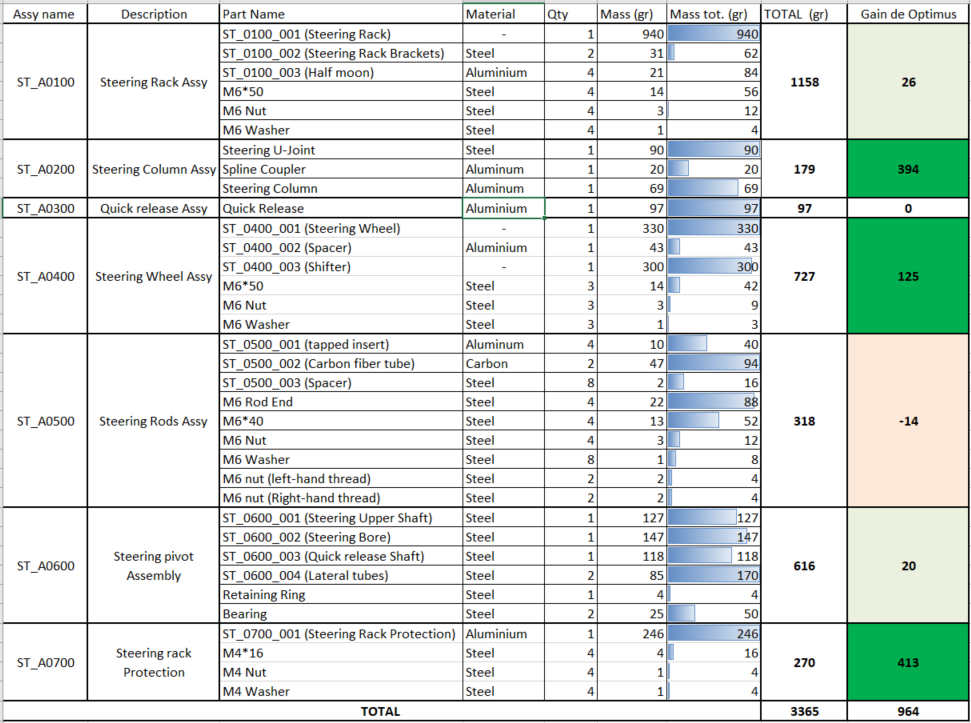 Assy name Description Part Name Material Qty Mass (gr) Mass tot. (gr) TOTAL (gr) Gain de Optimus
ST_A0100 Steering Rack Assy 1158 26
ST_0100_001 (Steering Rack) - 1 940 940
ST_0100_002 (Steering Rack Brackets) Steel 2 31 62
ST_0100_003 (Half moon) Aluminium 4 21 84
M6*50 Steel 4 14 56
M6 Nut Steel 4 3 12
M6 Washer Steel 4 1 4
ST_A0200 Steering Column Assy 179 394
Steering U-Joint Steel 1 90 90
Spline Coupler Aluminum 1 20 20
Steering Column Aluminum 1 69 69
ST_A0300 Quick release Assy Quick Release Aluminium 1 97 97 97 0
ST_A0400 Steering Wheel Assy 727 125
ST_0400_001 (Steering Wheel) - 1 330 330
ST_0400_002 (Spacer) Aluminium 1 43 43
ST_0400_003 (Shifter) - 1 300 300
M6*50 Steel 3 14 42
M6 Nut Steel 3 3 9
M6 Washer Steel 3 1 3
ST_A0500 Steering Rods Assy 318 -14
ST_0500_001 (tapped insert) Aluminum 4 10 40
ST_0500_002 (Carbon fiber tube) Carbon 2 47 94
ST_0500_003 (Spacer) Steel 8 2 16
M6 Rod End Steel 4 22 88
M6*40 Steel 4 13 52
M6 Nut Steel 4 3 12
M6 Washer Steel 8 1 8
M6 nut (left-hand thread) Steel 2 2 4
M6 nut (Right-hand thread) Steel 2 2 4
ST_A0600 Steering pivot Assembly 616 20
ST_0600_001 (Steering Upper Shaft) Steel 1 127 127
ST_0600_002 (Steering Bore) Steel 1 147 147
ST_0600_003 (Quick release Shaft) Steel 1 118 118
ST_0600_004 (Lateral tubes) Steel 2 85 170
Retaining Ring Steel 1 4 4
Bearing Steel 2 25 50
ST_A0700 Steering rack Protection 270 413
ST_0700_001 (Steering Rack Protection) Aluminium 1 246 246
M4*16 Steel 4 4 16
M4 Nut Steel 4 1 4
M4 Washer Steel 4 1 4
TOTAL 3365 964